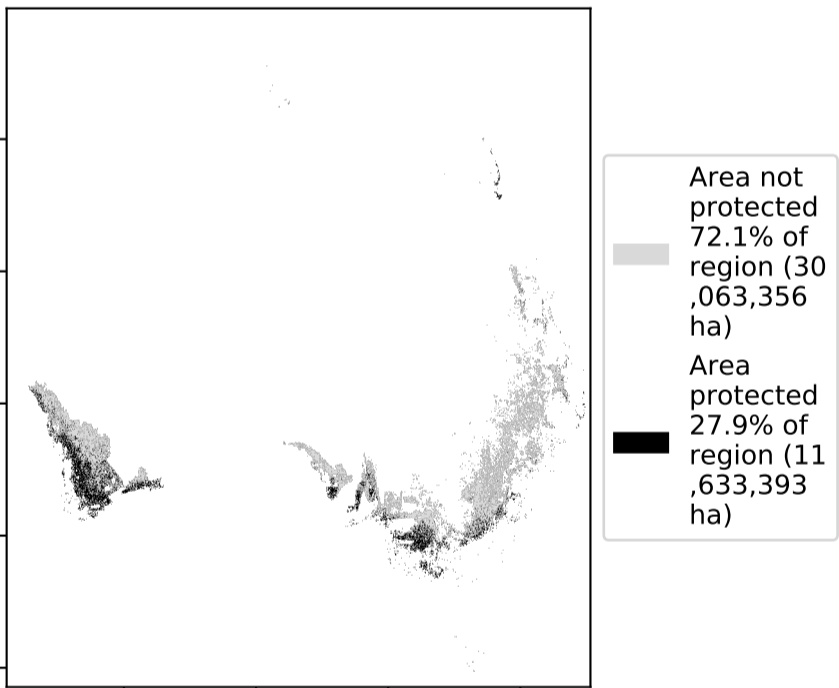 Area not
protected
72.1% of
region (30
,063,356
ha)
Area
protected
27.9% of
region (11
,633,393
ha)